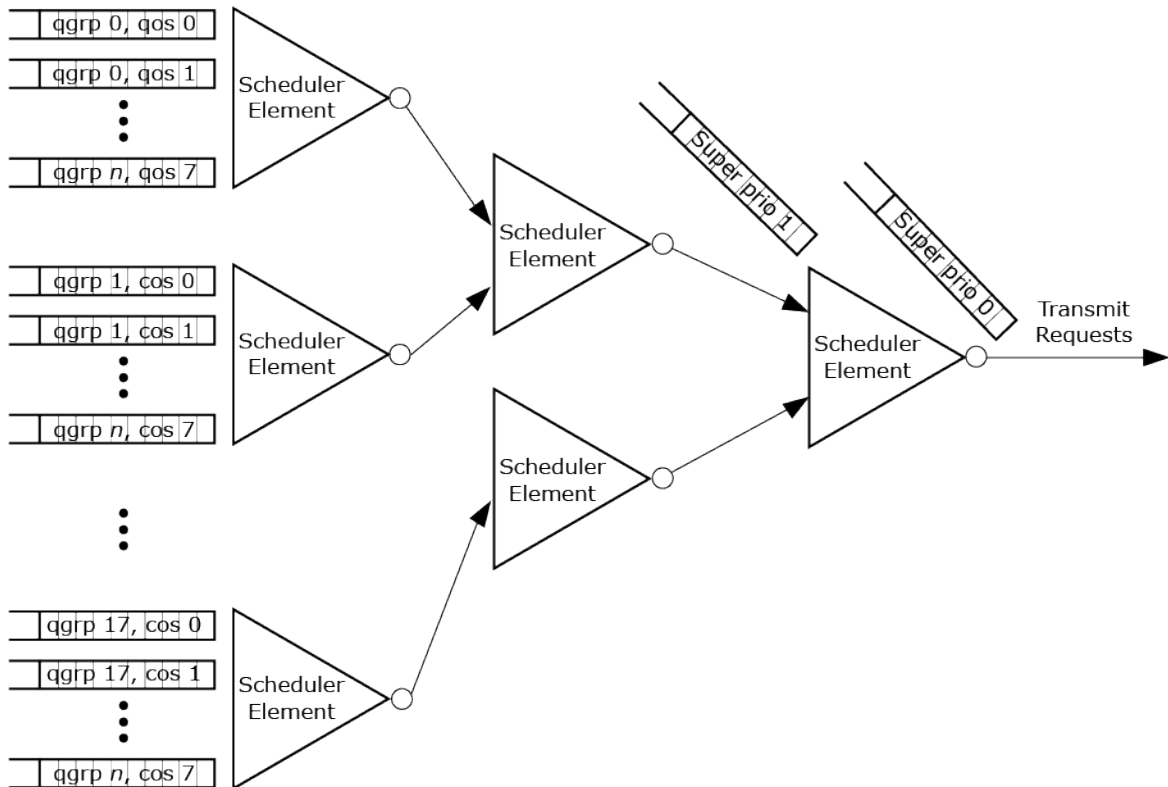 qgrp 0, qos 0
qgrp 0, qos 1
qgrp n, qos 7
Scheduler
Element
qgrp 1, cos 0
qgrp 1, cos 1
qgrp n, cos 7
Scheduler
Element
qgrp 17, cos 0
qgrp 17, cos 1
qgrp n, cos 7
Scheduler
Element
Scheduler
Element
Scheduler
Element
Super prio 1
Super prio 0
Scheduler
Element
Transmit
Requests